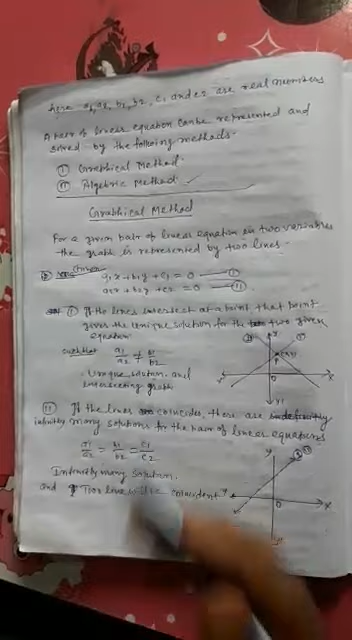 here a1, a2, b1, b2, c1 and c2 are real numbers
A Pair of linear equation can be represented and
solved by the following methods-
I Graphical Method.
II Algebric Method.
Graphical Method
For a given pair of linear equation in two variables
the graph is represented by two lines-
a1x + b1y + c1 = 0 — I
a2x + b2y + c2 = 0 — II
I If the lines intersect at a point that point
gives the unique solution for the two given
equation
a1/a2 ≠ b1/b2
Unique solution and
intersecting graph
II If the lines coincides, there are
infinitely many solutions for the pair of linear equations
a1/a2 = b1/b2 = c1/c2
Infinitely many solution.
and Two line will be coincident